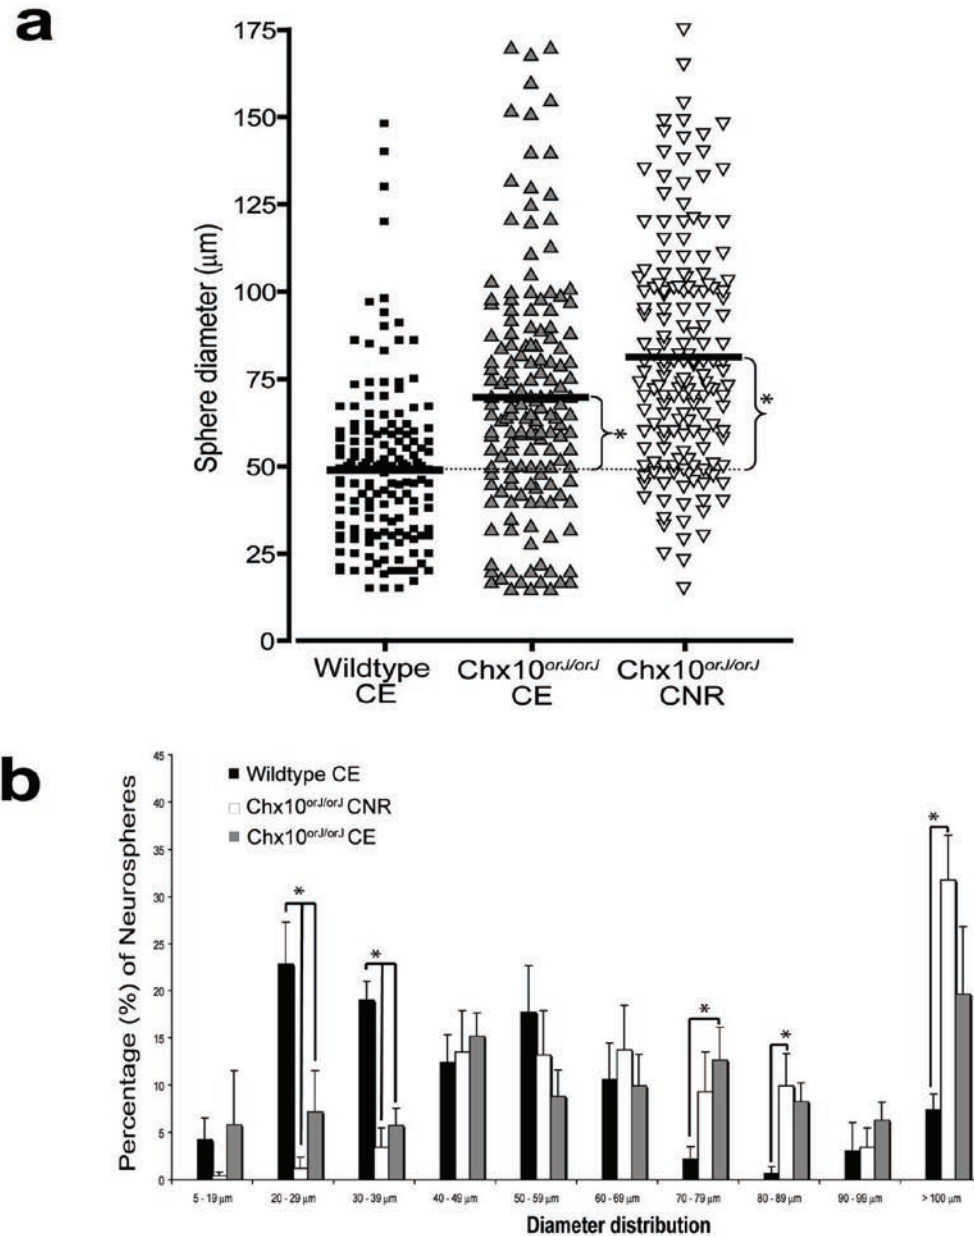 a
175
150
125
100
75
50
25
0
Sphere diameter (μm)
*
*
Wildtype CE
Chx10orJ/orJ CE
Chx10orJ/orJ CNR
b
45
40
35
30
25
20
15
10
5
0
Percentage (%) of Neurospheres
Wildtype CE
Chx10orJ/orJ CNR
Chx10orJ/orJ CE
*
*
*
*
*
5 - 19 μm
20 - 29 μm
30 - 39 μm
40 - 49 μm
50 - 59 μm
60 - 69 μm
70 - 79 μm
80 - 89 μm
90 - 99 μm
> 100 μm
Diameter distribution